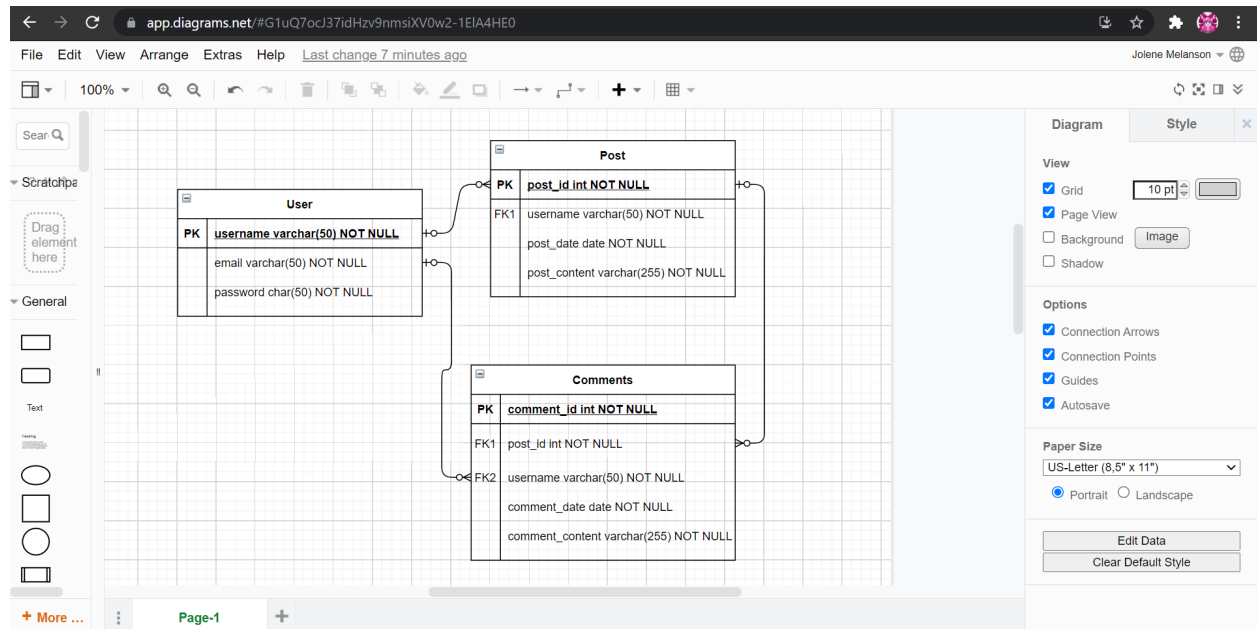 app.diagrams.net/#G1uQ7ocJ37idHzv9nmsiXV0w2-1ElA4HE0
File Edit View Arrange Extras Help Last change 7 minutes ago
Jolene Melanson
100%
Sear
Scratchpa
Drag
element
here
General
Text
Heading
More ...
User
PK username varchar(50) NOT NULL
email varchar(50) NOT NULL
password char(50) NOT NULL
Post
PK post_id int NOT NULL
FK1 username varchar(50) NOT NULL
post_date date NOT NULL
post_content varchar(255) NOT NULL
Comments
PK comment_id int NOT NULL
FK1 post_id int NOT NULL
FK2 username varchar(50) NOT NULL
comment_date date NOT NULL
comment_content varchar(255) NOT NULL
Page-1
Diagram Style
View
Grid 10 pt
Page View
Background Image
Shadow
Options
Connection Arrows
Connection Points
Guides
Autosave
Paper Size
US-Letter (8,5" x 11")
Portrait Landscape
Edit Data
Clear Default Style